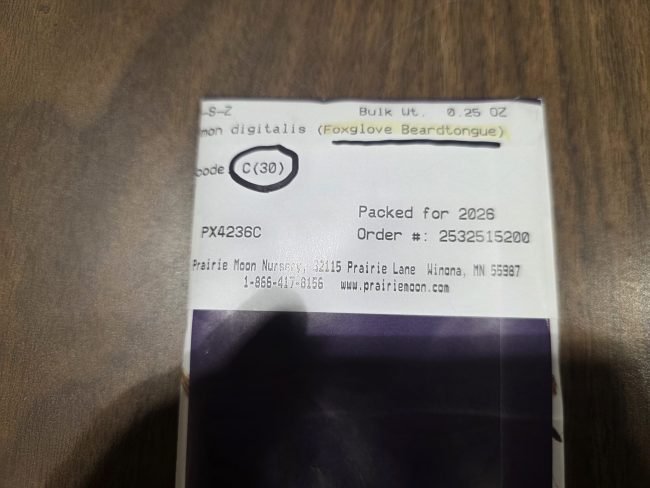 -S-Z Bulk Wt. 0.25 OZ
mon digitalis (Foxglove Beardtongue)
code C(30)
Packed for 2026
PX4236C Order #: 2532515200
Prairie Moon Nursery, 32115 Prairie Lane Winona, MN 55987
1-866-417-8156 www.prairiemoon.com